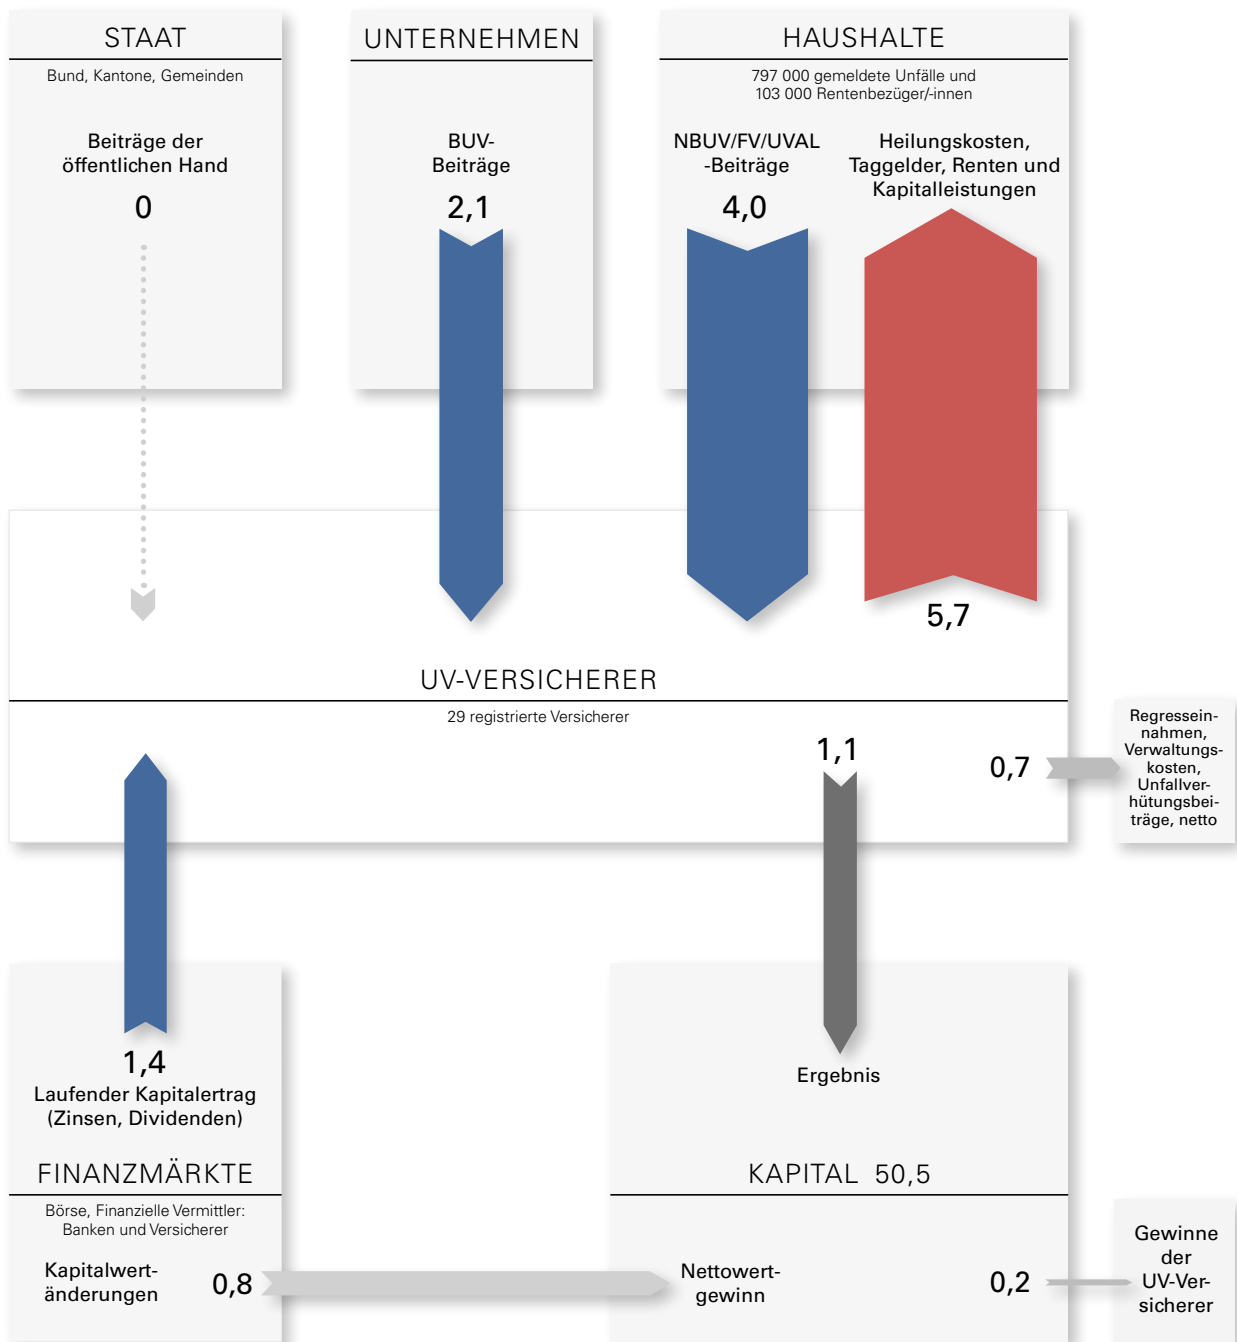 STAAT
Bund, Kantone, Gemeinden
Beiträge der
öffentlichen Hand
0
UNTERNEHMEN
BUV-
Beiträge
2,1
HAUSHALTE
797 000 gemeldete Unfälle und
103 000 Rentenbezüger/-innen
NBUV/FV/UVAL
-Beiträge
4,0
Heilungskosten,
Taggelder, Renten und
Kapitalleistungen
5,7
UV-VERSICHERER
29 registrierte Versicherer
1,1
0,7
Regressein-
nahmen,
Verwaltungs-
kosten,
Unfallver-
hütungsbei-
träge, netto
1,4
Laufender Kapitalertrag
(Zinsen, Dividenden)
FINANZMÄRKTE
Börse, Finanzielle Vermittler:
Banken und Versicherer
Kapitalwert-
änderungen
0,8
Ergebnis
KAPITAL 50,5
Nettowert-
gewinn
0,2
Gewinne
der
UV-Ver-
sicherer